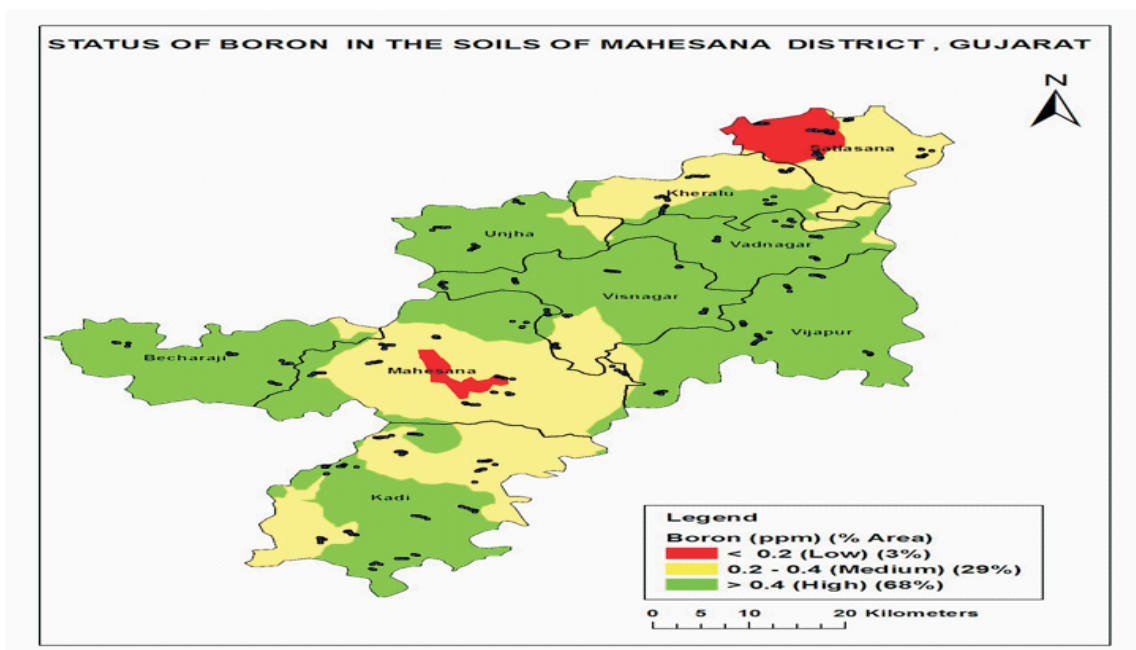 STATUS OF BORON IN THE SOILS OF MAHESANA DISTRICT , GUJARAT
N
Satlasana
Kheralu
Unjha
Vadnagar
Visnagar
Vijapur
Becharaji
Mahesana
Kadi
Legend
Boron (ppm) (% Area)
< 0.2 (Low) (3%)
0.2 - 0.4 (Medium) (29%)
> 0.4 (High) (68%)
0 5 10 20 Kilometers